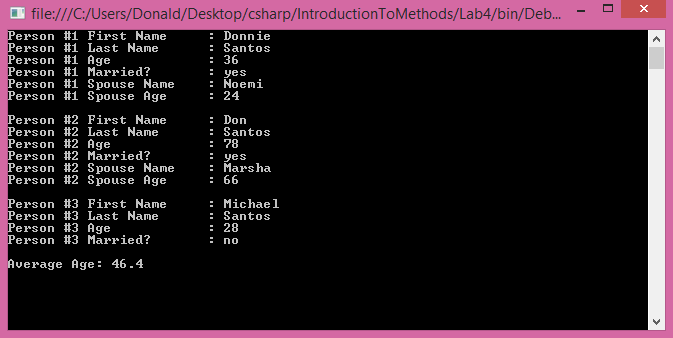 file:///C:/Users/Donald/Desktop/csharp/IntroductionToMethods/Lab4/bin/Deb...
Person #1 First Name : Donnie
Person #1 Last Name : Santos
Person #1 Age : 36
Person #1 Married? : yes
Person #1 Spouse Name : Noemi
Person #1 Spouse Age : 24
Person #2 First Name : Don
Person #2 Last Name : Santos
Person #2 Age : 78
Person #2 Married? : yes
Person #2 Spouse Name : Marsha
Person #2 Spouse Age : 66
Person #3 First Name : Michael
Person #3 Last Name : Santos
Person #3 Age : 28
Person #3 Married? : no
Average Age: 46.4